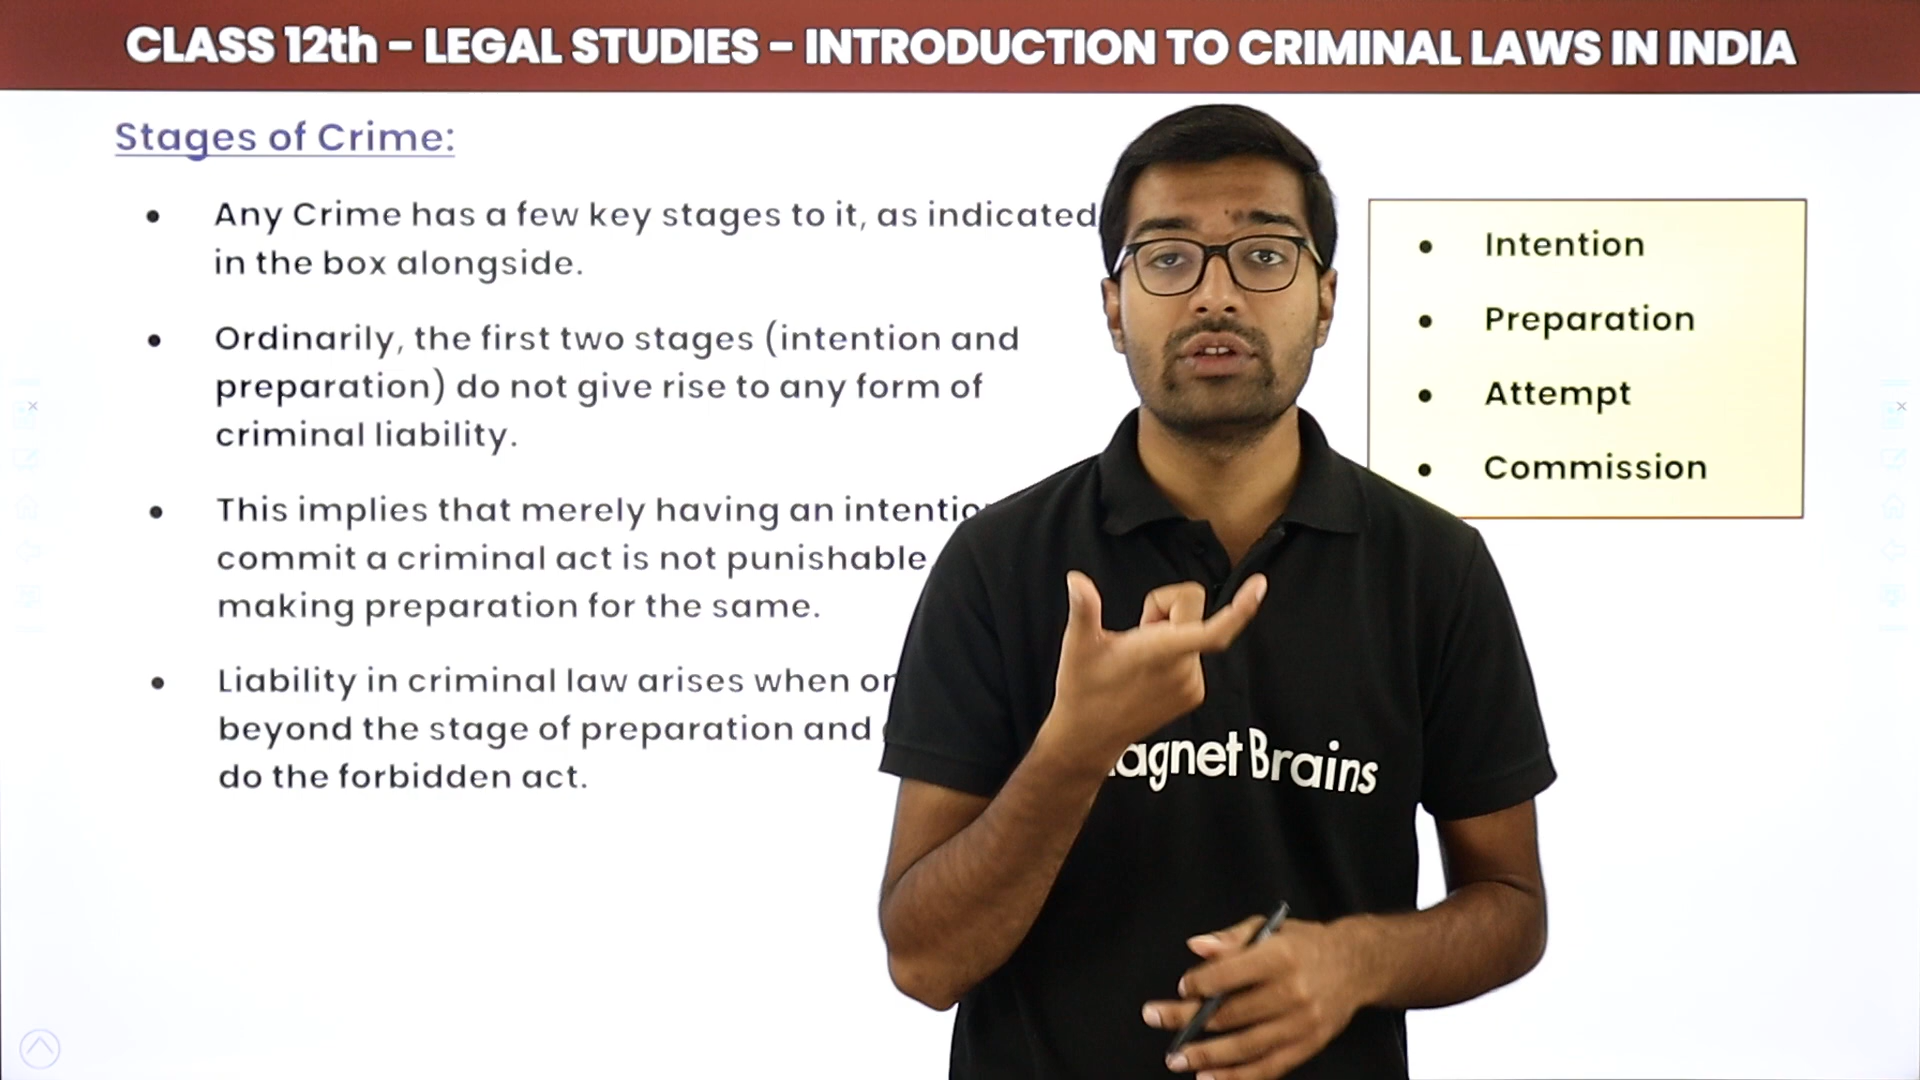 CLASS 12th - LEGAL STUDIES - INTRODUCTION TO CRIMINAL LAWS IN INDIA
Stages of Crime:
• Any Crime has a few key stages to it, as indicated
in the box alongside.
• Ordinarily, the first two stages (intention and
preparation) do not give rise to any form of
criminal liability.
• This implies that merely having an
commit a criminal act is not punishable
making preparation for the same.
• Liability in criminal law arises when
beyond the stage of preparation and
do the forbidden act.
• Intention
• Preparation
• Attempt
• Commission
Brains